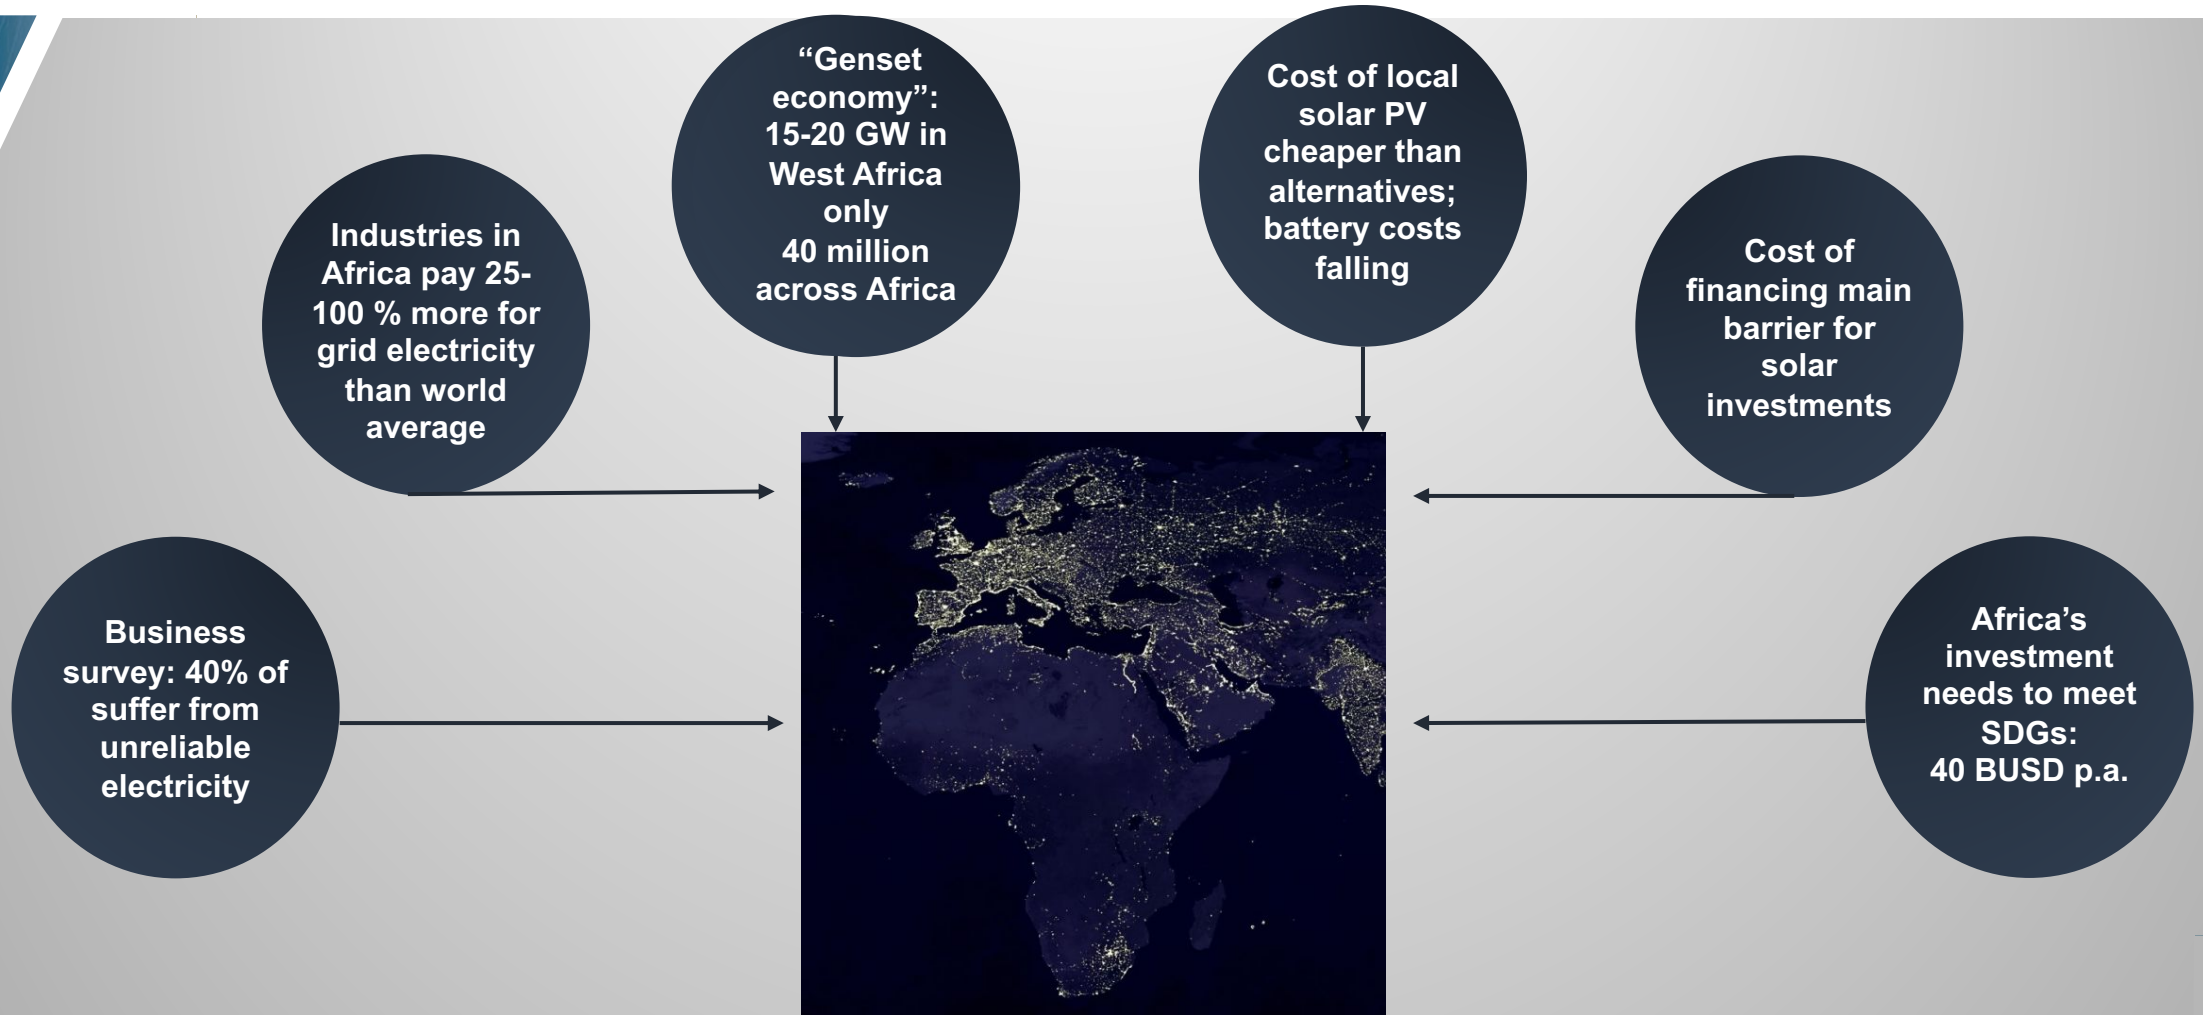 “Genset
economy”:
15-20 GW in
West Africa
only
40 million
across Africa
Cost of local
solar PV
cheaper than
alternatives;
battery costs
falling
Industries in
Africa pay 25-
100 % more for
grid electricity
than world
average
Cost of
financing main
barrier for
solar
investments
Business
survey: 40% of
suffer from
unreliable
electricity
Africa’s
investment
needs to meet
SDGs:
40 BUSD p.a.